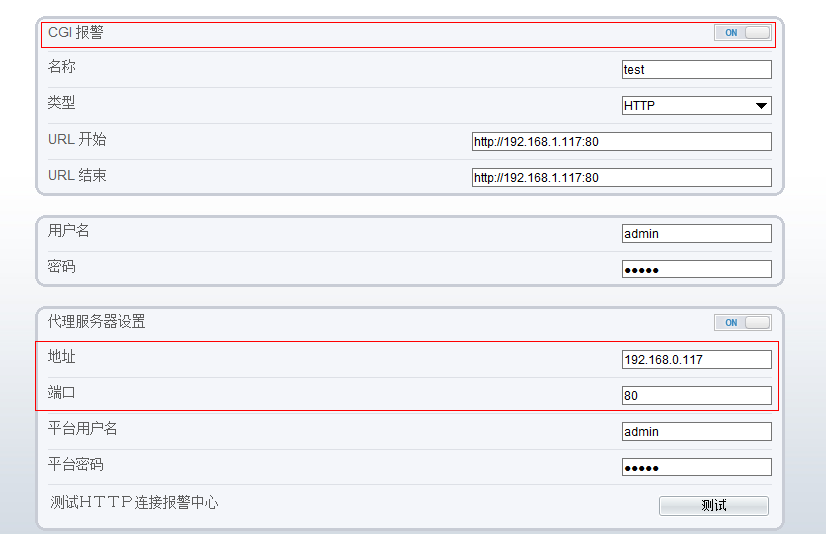 CGI 报警 ON
名称 test
类型 HTTP
URL 开始 http://192.168.1.117:80
URL 结束 http://192.168.1.117:80
用户名 admin
密码 ●●●●●
代理服务器设置 ON
地址 192.168.0.117
端口 80
平台用户名 admin
平台密码 ●●●●●
测试ＨＴＴＰ连接报警中心 测试